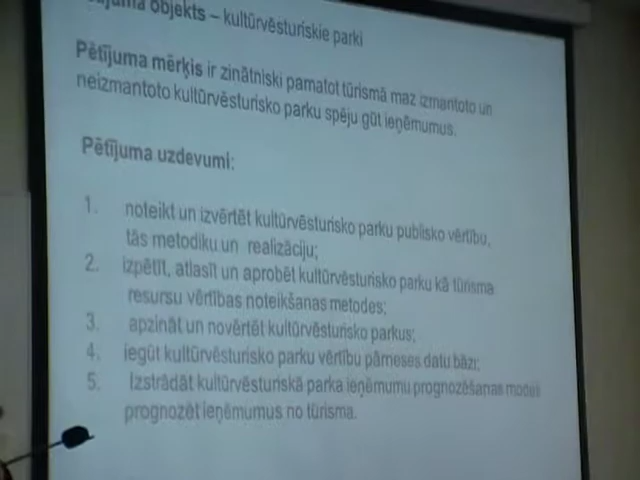 objekts – kultūrvēsturiskie parki
Pētījuma mērķis ir zinātniski pamatot tūrismā maz izmantoto un
neizmantoto kultūrvēsturisko parku spēju gūt ieņēmumus.
Pētījuma uzdevumi:
1. noteikt un izvērtēt kultūrvēsturisko parku publisko vērtību,
tās metodiku un realizāciju;
2. izpētīt, atlasīt un aprobēt kultūrvēsturisko parku kā tūrisma
resursu vērtības noteikšanas metodes;
3. apzināt un novērtēt kultūrvēsturisko parkus;
4. iegūt kultūrvēsturisko parku vērtību pārneses datu bāzi;
5. Izstrādāt kultūrvēsturiskā parka ieņēmumu prognozēšanas
prognozēt ieņēmumus no tūrisma.